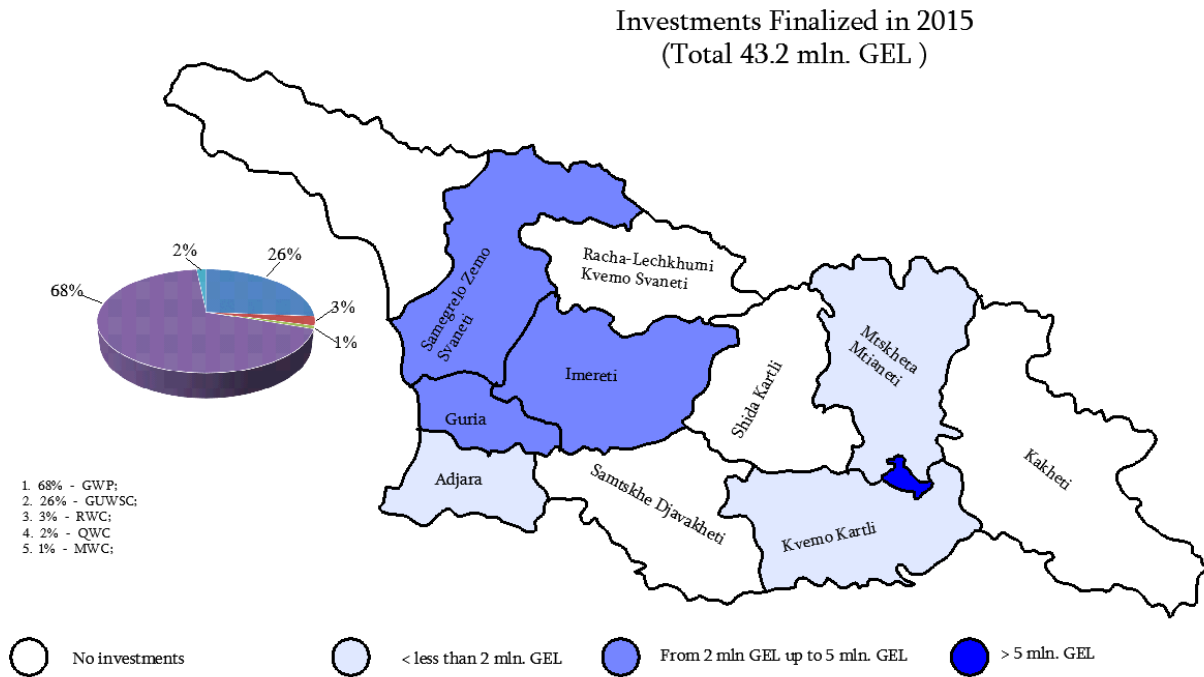 Investments Finalized in 2015
(Total 43.2 mln. GEL )
2%
26%
68%
3%
1%
Samegrelo Zemo
Svaneti
Racha-Lechkhumi
Kvemo Svaneti
Imereti
Guria
Adjara
Shida Kartli
Mtskheta
Mtianeti
Samtskhe Djavakheti
Kvemo Kartli
Kakheti
1. 68% - GWP;
2. 26% - GUWSC;
3. 3% - RWC;
4. 2% - QWC
5. 1% - MWC;
No investments
< less than 2 mln. GEL
From 2 mln GEL up to 5 mln. GEL
> 5 mln. GEL